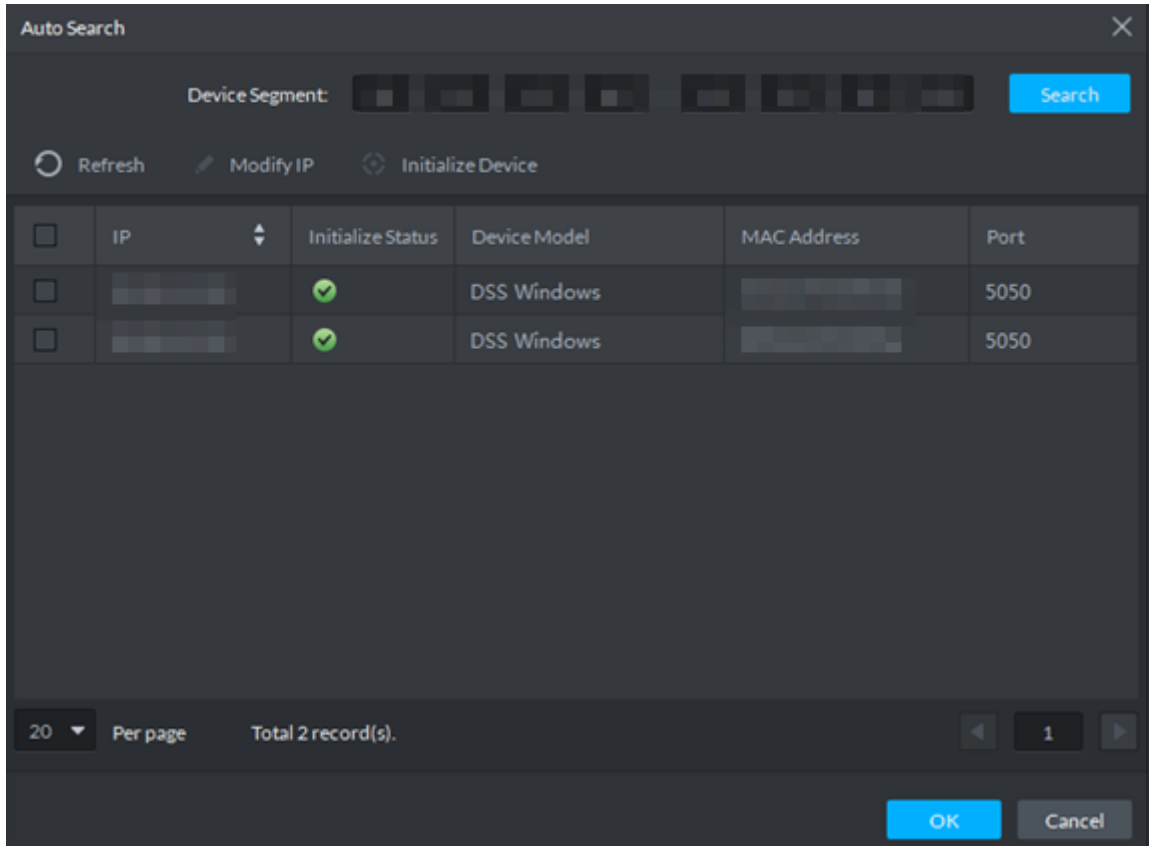 Auto Search
Device Segment: Search
Refresh Modify IP Initialize Device
IP Initialize Status Device Model MAC Address Port
DSS Windows 5050
DSS Windows 5050
20 Per page Total 2 record(s). 1
OK Cancel